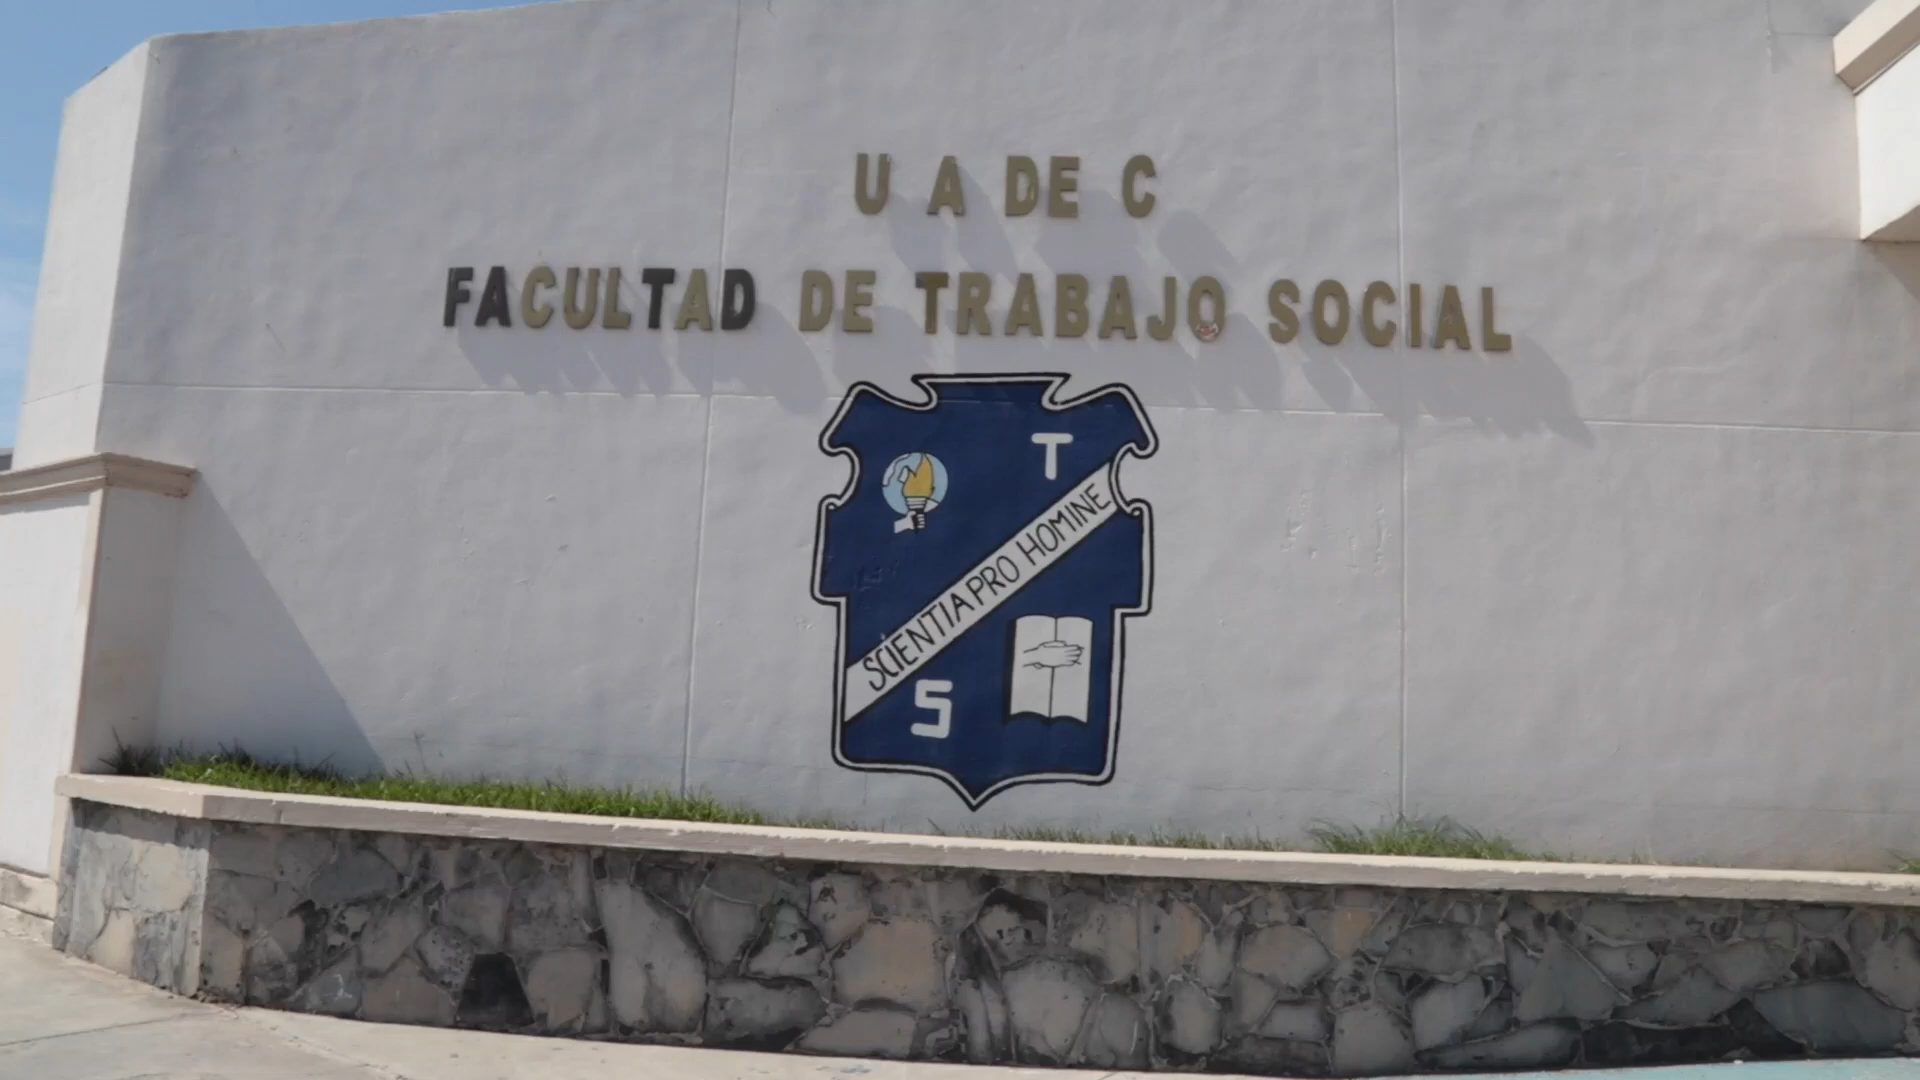 U A DE C
FACULTAD DE TRABAJO SOCIAL
T
SCIENTIA PRO HOMINE
S